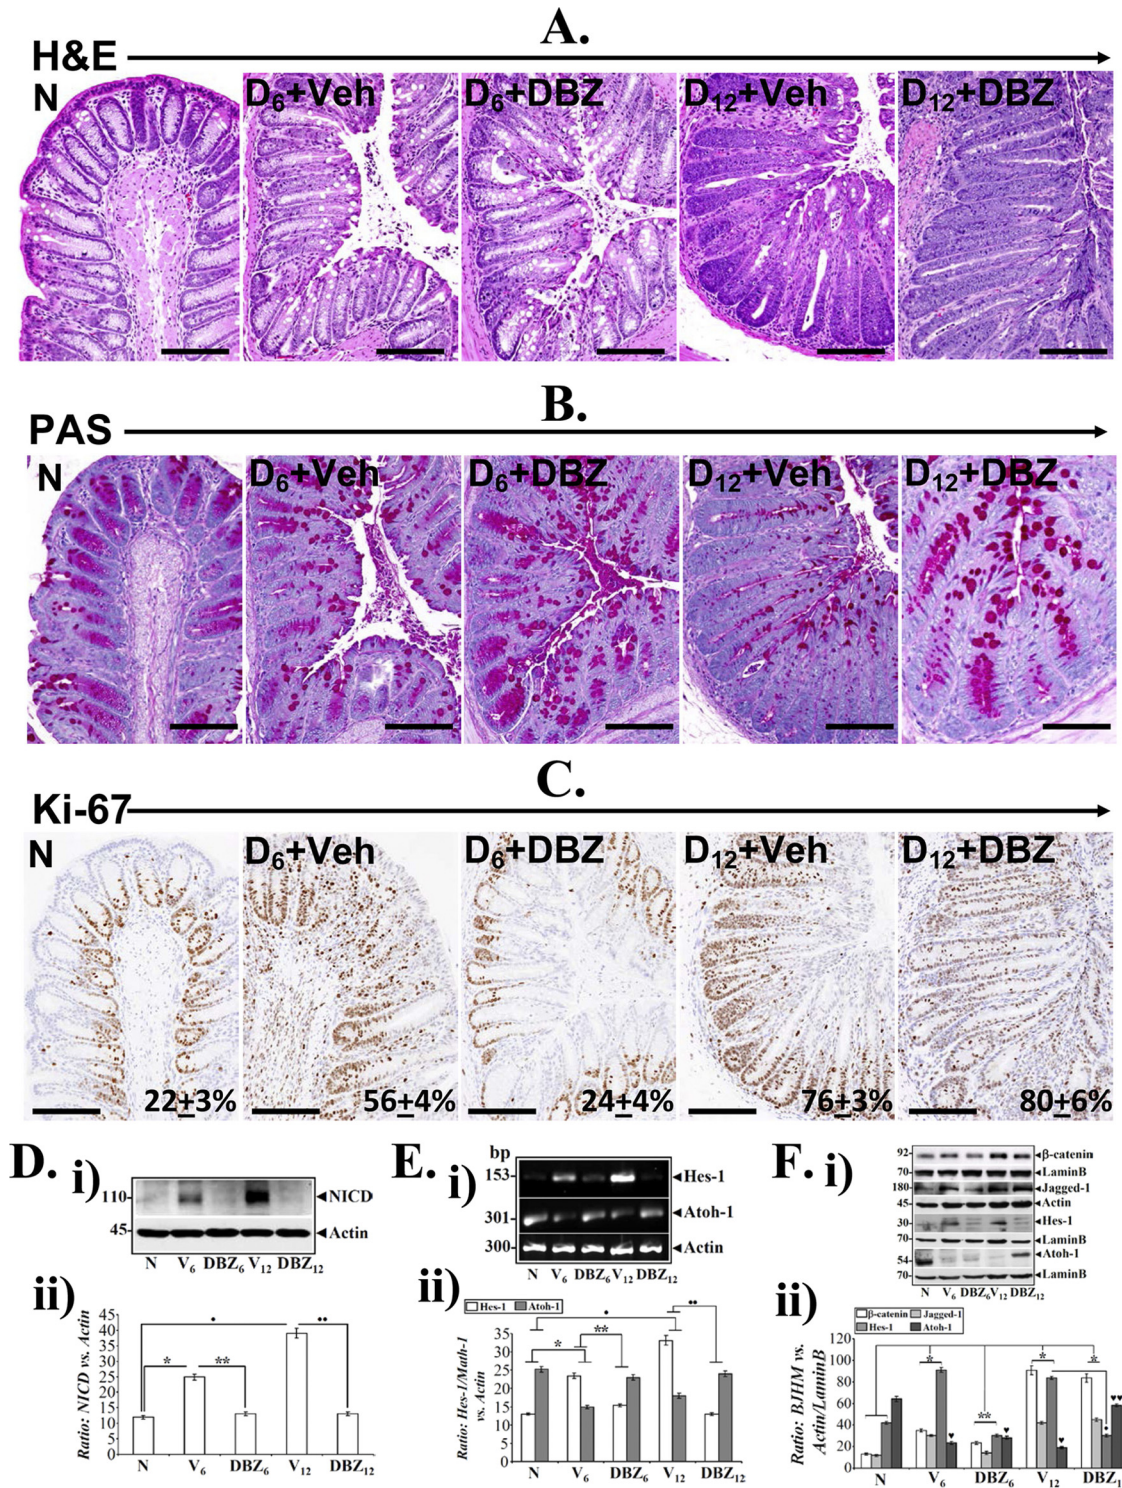 A.
H&E
N
D6+Veh
D6+DBZ
D12+Veh
D12+DBZ
B.
PAS
N
D6+Veh
D6+DBZ
D12+Veh
D12+DBZ
C.
Ki-67
N
D6+Veh
D6+DBZ
D12+Veh
D12+DBZ
22±3%
56±4%
24±4%
76±3%
80±6%
D.
i)
110
NICD
45
Actin
N V6 DBZ6 V12 DBZ12
ii)
Ratio: NICD vs. Actin
45
40
35
30
25
20
15
10
5
0
* ** • ••
N V6 DBZ6 V12 DBZ12
E.
i)
bp
153
Hes-1
301
Atoh-1
300
Actin
N V6 DBZ6 V12 DBZ12
ii)
Hes-1 Atoh-1
Ratio: Hes-1/Math-1
vs. Actin
35
30
25
20
15
10
5
0
* ** • ••
N V6 DBZ6 V12 DBZ12
F.
i)
92 β-catenin
70 LaminB
180 Jagged-1
45 Actin
30 Hes-1
70 LaminB
54 Atoh-1
70 LaminB
N V6 DBZ6 V12 DBZ12
ii)
β-catenin Jagged-1
Hes-1 Atoh-1
Ratio: BJHM vs.
Actin/LaminB
120
100
80
60
40
20
0
* ** * * • ♥ ♥ ♥ ♥♥
N V6 DBZ6 V12 DBZ1